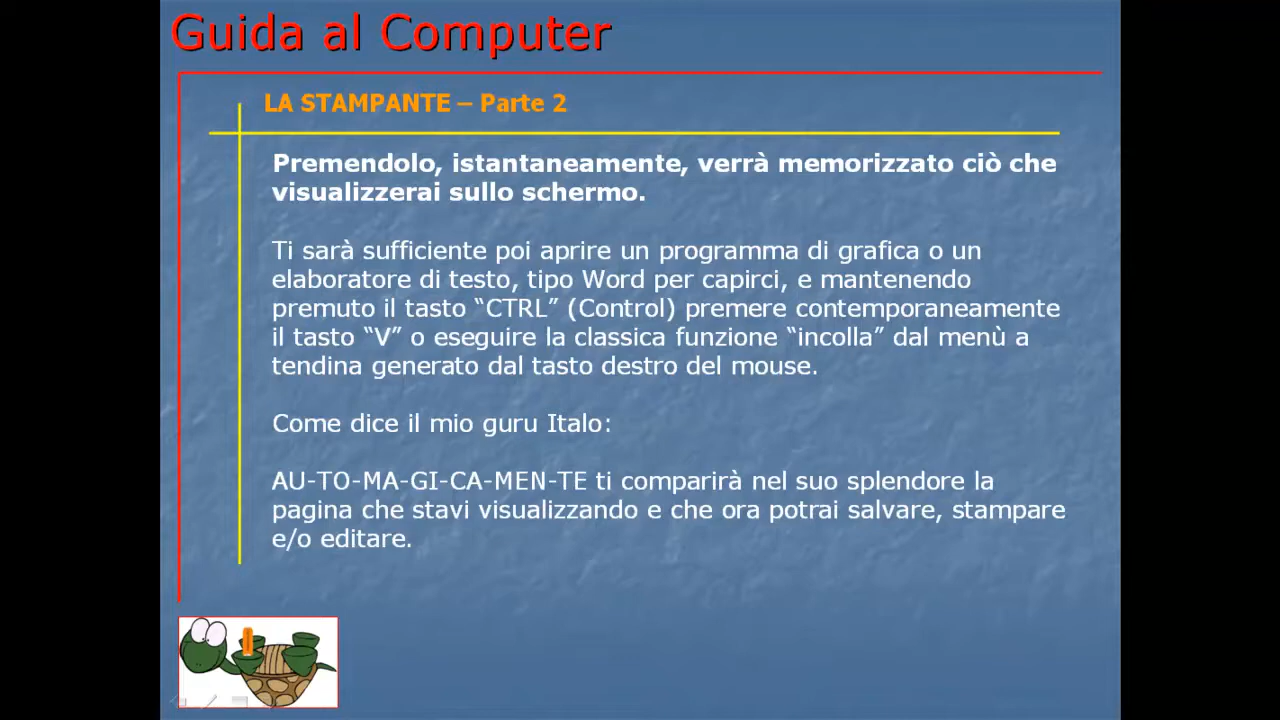 Guida al Computer
LA STAMPANTE – Parte 2
Premendolo, istantaneamente, verrà memorizzato ciò che
visualizzerai sullo schermo.
Ti sarà sufficiente poi aprire un programma di grafica o un
elaboratore di testo, tipo Word per capirci, e mantenendo
premuto il tasto “CTRL” (Control) premere contemporaneamente
il tasto “V” o eseguire la classica funzione “incolla” dal menù a
tendina generato dal tasto destro del mouse.
Come dice il mio guru Italo:
AU-TO-MA-GI-CA-MEN-TE ti comparirà nel suo splendore la
pagina che stavi visualizzando e che ora potrai salvare, stampare
e/o editare.